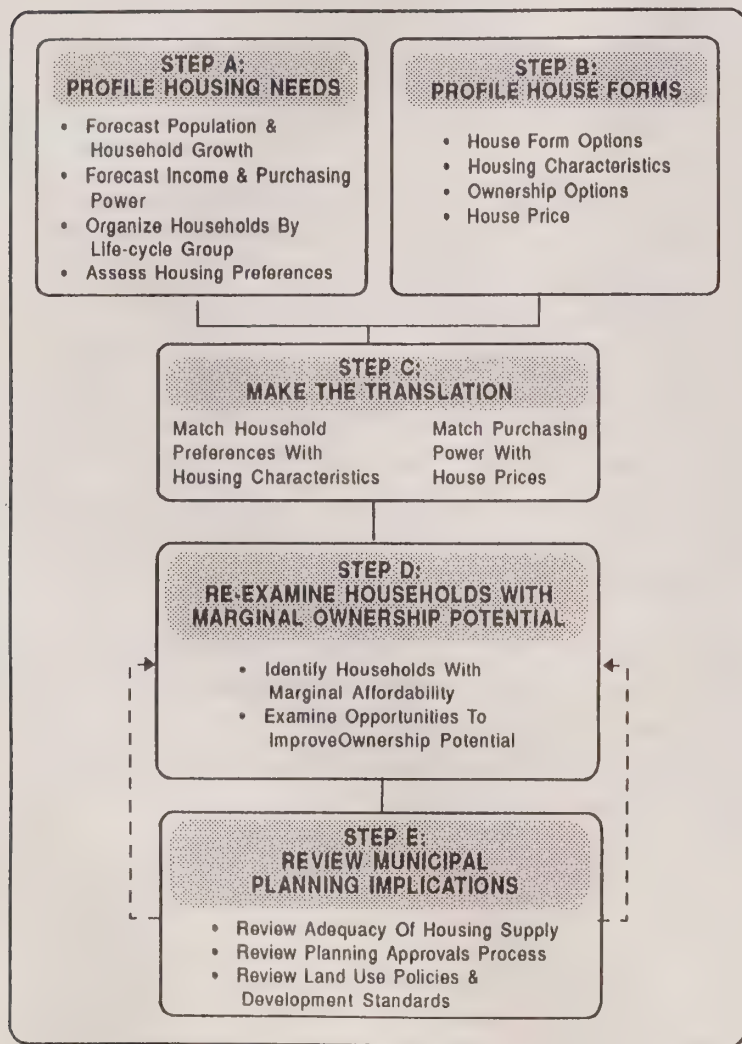 STEP A:
PROFILE HOUSING NEEDS
• Forecast Population &
Household Growth
• Forecast Income & Purchasing
Power
• Organize Households By
Life-cycle Group
• Assess Housing Preferences
STEP B:
PROFILE HOUSE FORMS
• House Form Options
• Housing Characteristics
• Ownership Options
• House Price
STEP C:
MAKE THE TRANSLATION
Match Household
Preferences With
Housing Characteristics
Match Purchasing
Power With
House Prices
STEP D:
RE-EXAMINE HOUSEHOLDS WITH
MARGINAL OWNERSHIP POTENTIAL
• Identify Households With
Marginal Affordability
• Examine Opportunities To
ImproveOwnership Potential
STEP E:
REVIEW MUNICIPAL
PLANNING IMPLICATIONS
• Review Adequacy Of Housing Supply
• Review Planning Approvals Process
• Review Land Use Policies &
Development Standards